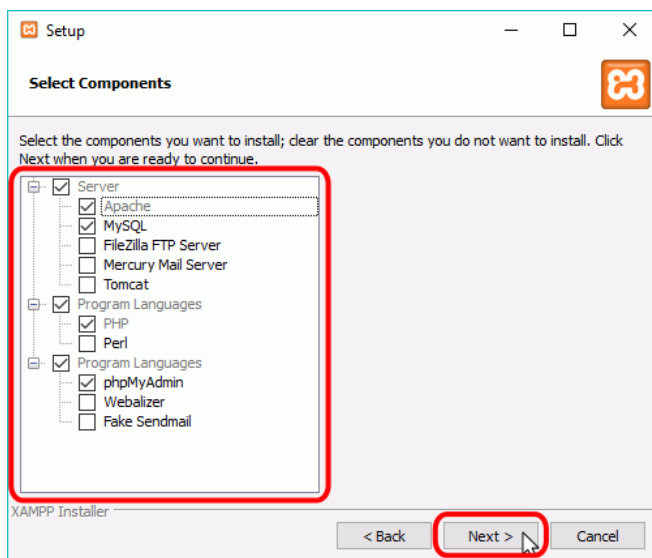 Setup
Select Components
Select the components you want to install; clear the components you do not want to install. Click
Next when you are ready to continue.
Server
Apache
MySQL
FileZilla FTP Server
Mercury Mail Server
Tomcat
Program Languages
PHP
Perl
Program Languages
phpMyAdmin
Webalizer
Fake Sendmail
XAMPP Installer
< Back
Next >
Cancel